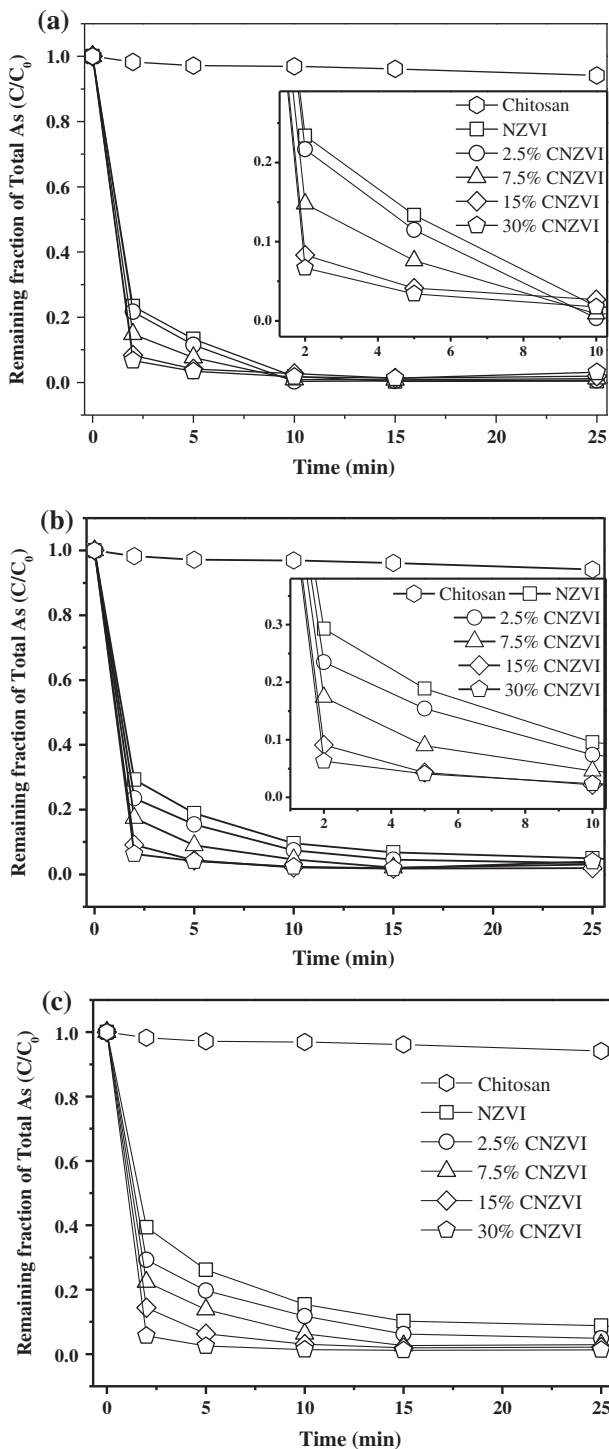 (a)
Remaining fraction of Total As (C/C0)
1.0
0.8
0.6
0.4
0.2
0.0
Chitosan
NZVI
2.5% CNZVI
7.5% CNZVI
15% CNZVI
30% CNZVI
0.2
0.1
0.0
2 4 6 8 10
0 5 10 15 20 25
Time (min)
(b)
Remaining fraction of Total As (C/C0)
1.0
0.8
0.6
0.4
0.2
0.0
Chitosan NZVI
2.5% CNZVI
7.5% CNZVI
15% CNZVI
30% CNZVI
0.3
0.2
0.1
0.0
2 4 6 8 10
0 5 10 15 20 25
Time (min)
(c)
Remaining fraction of Total As (C/C0)
1.0
0.8
0.6
0.4
0.2
0.0
Chitosan
NZVI
2.5% CNZVI
7.5% CNZVI
15% CNZVI
30% CNZVI
0 5 10 15 20 25
Time (min)